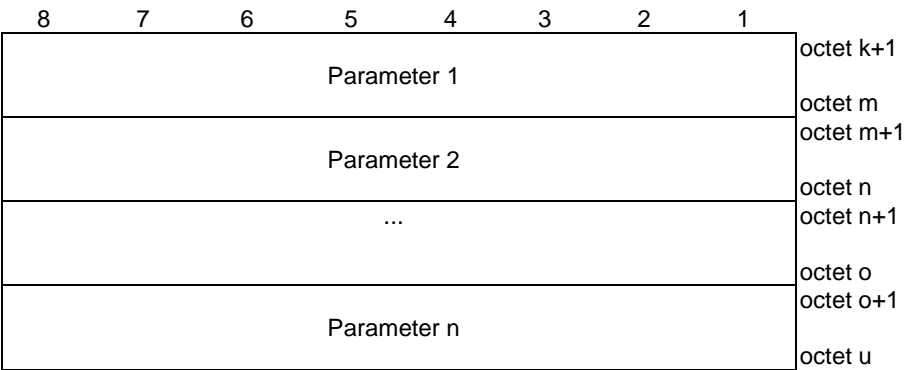 8 7 6 5 4 3 2 1
octet k+1
Parameter 1
octet m
octet m+1
Parameter 2
octet n
... octet n+1
octet o
octet o+1
Parameter n
octet u